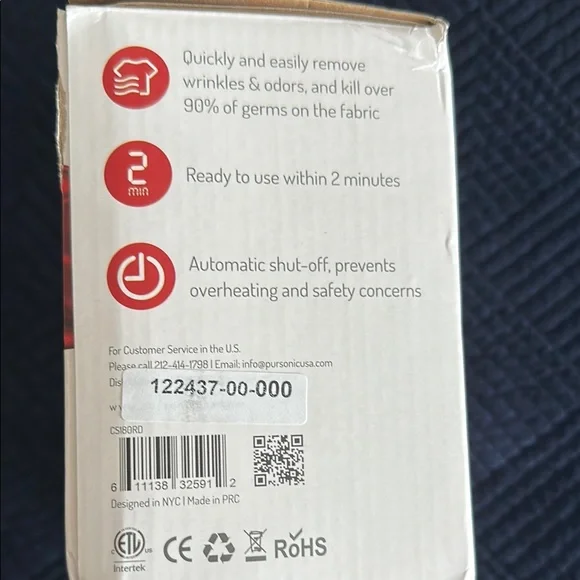 Quickly and easily remove
wrinkles & odors, and kill over
90% of germs on the fabric
2
min
Ready to use within 2 minutes
Automatic shut-off, prevents
overheating and safety concerns
For Customer Service in the U.S.
Please call 212-414-1798 | Email: info@pursonicusa.com
122437-00-000
CS180RD
6 11138 32591 2
Designed in NYC | Made in PRC
C ETL US CE RoHS
Intertek